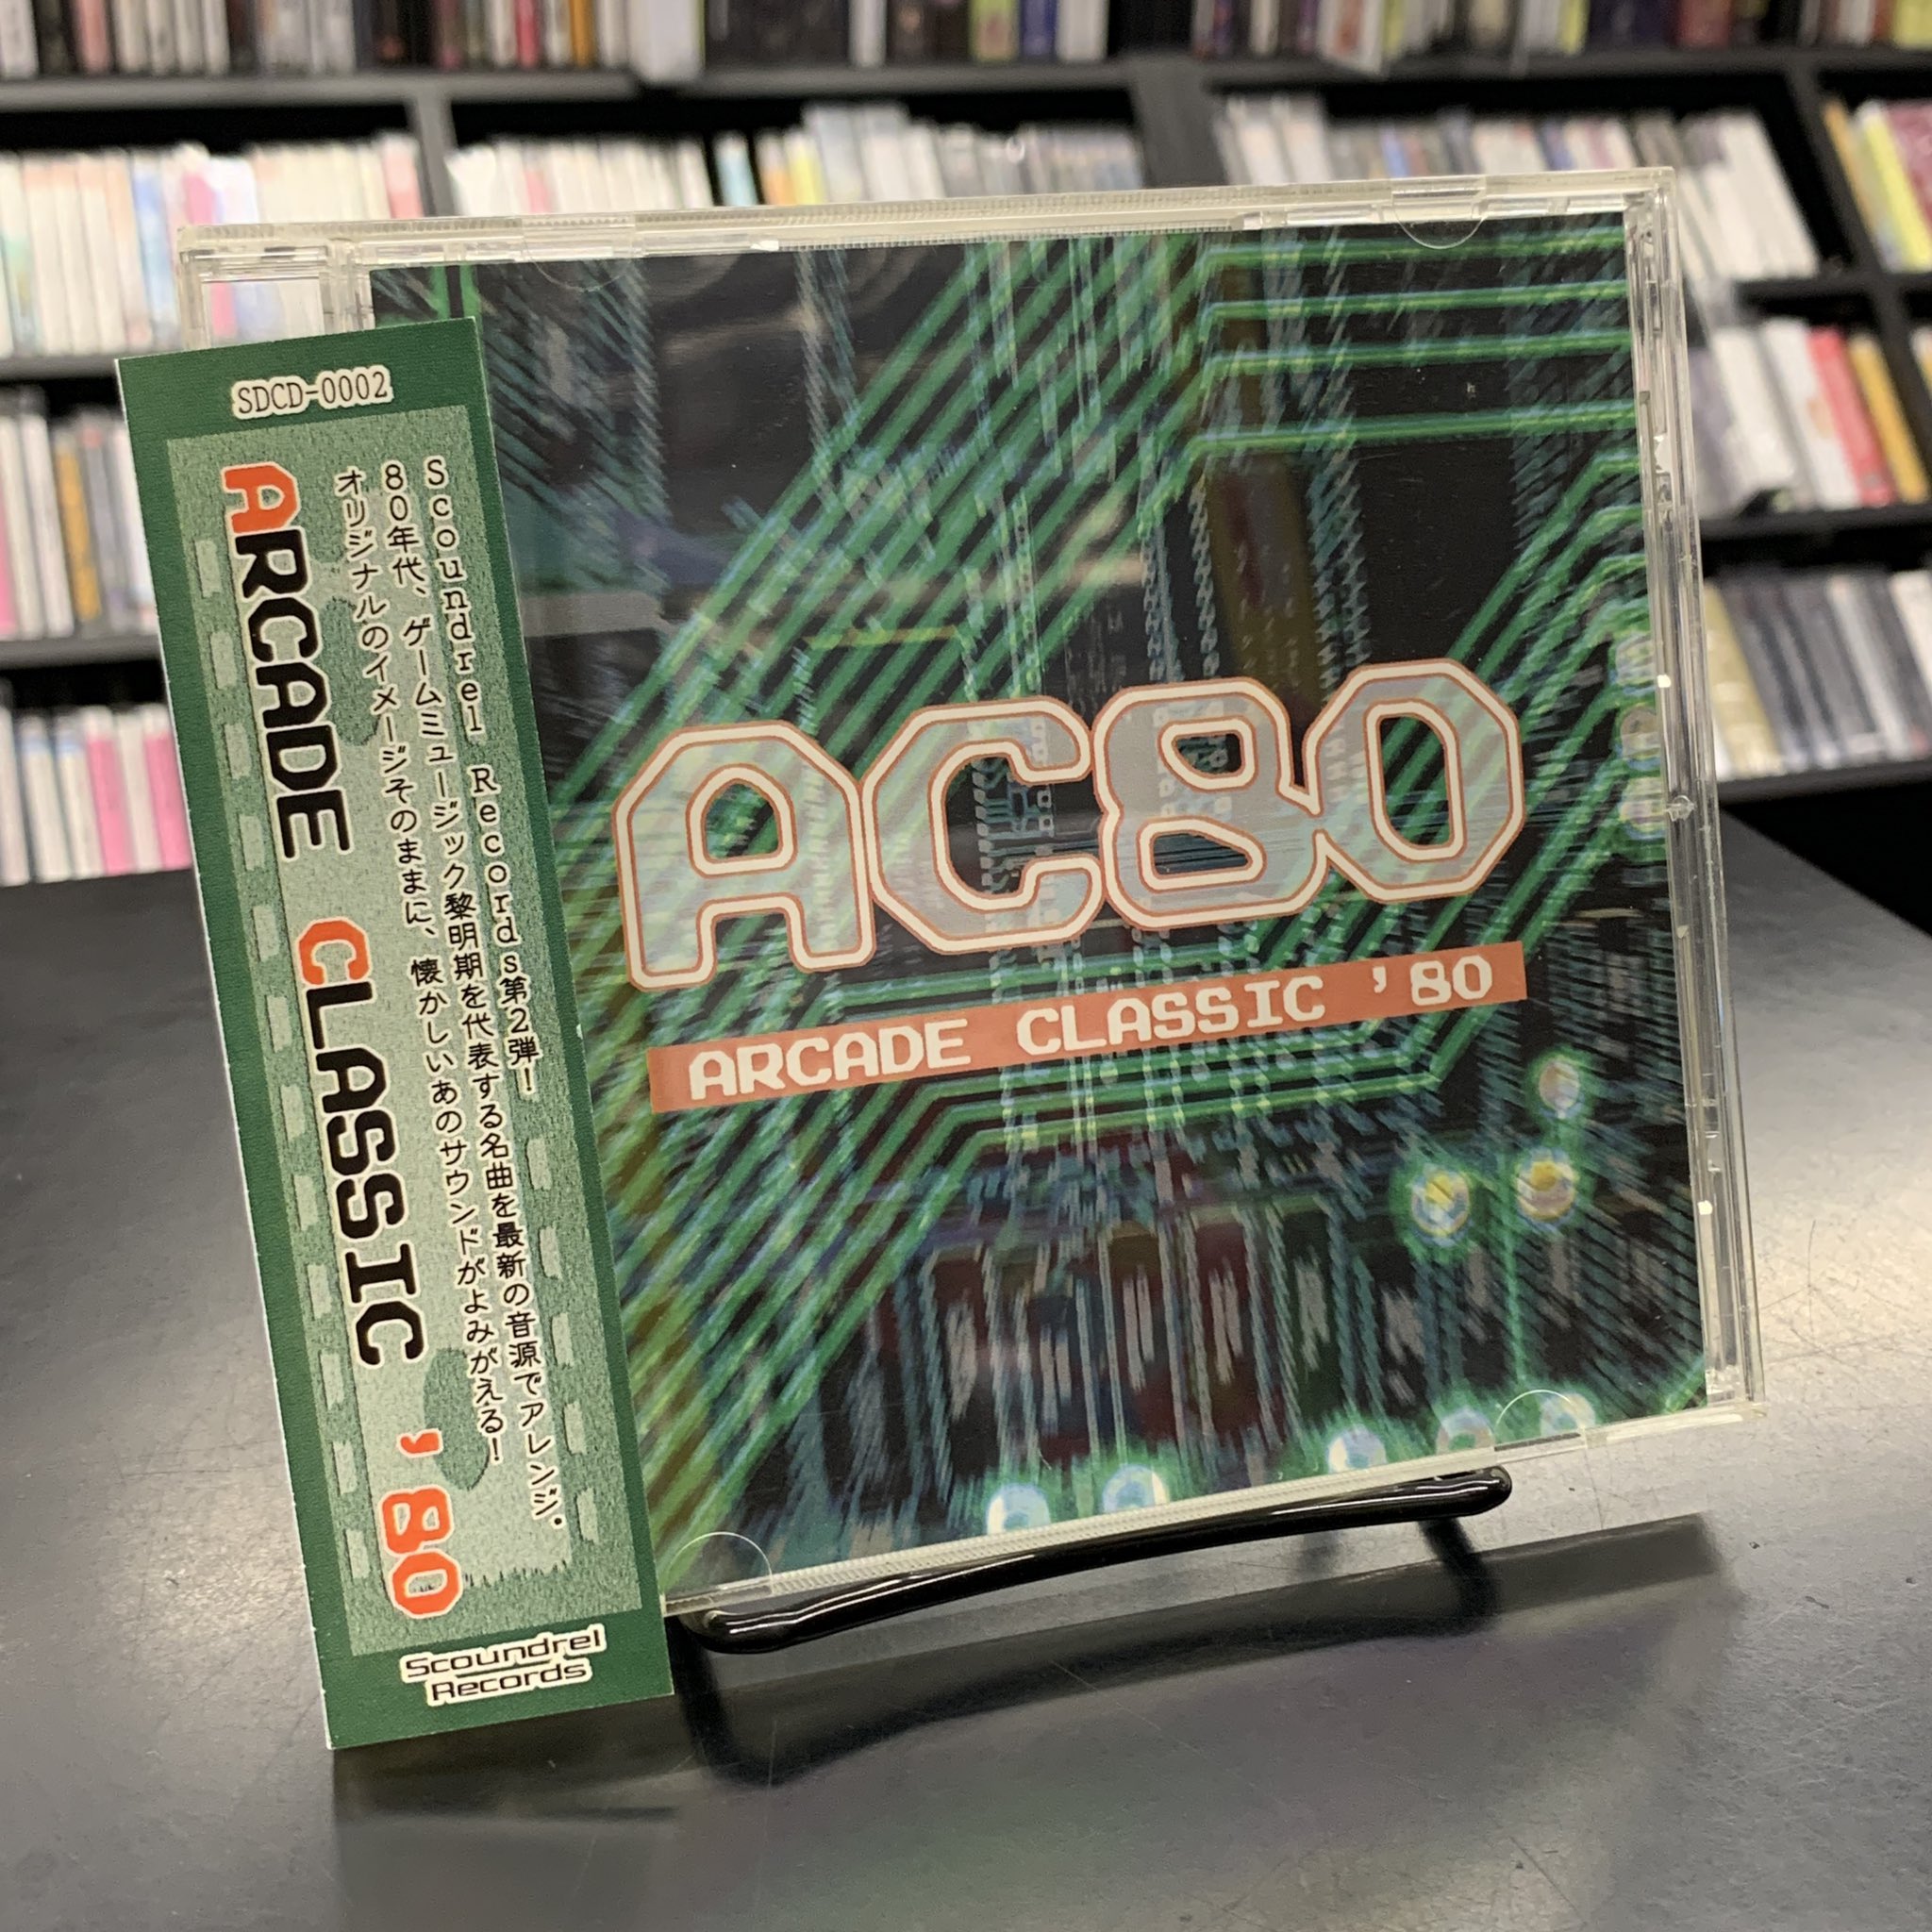 SDCD-0002
Scoundrel Records第2弾!
80年代、ゲームミュージック黎明期を代表する名曲を最新の音源でアレンジ.
オリジナルのイメージそのままに、懐かしいあのサウンドがよみがえる!
ARCADE CLASSIC '80
Scoundrel
Records
AC80
ARCADE CLASSIC '80